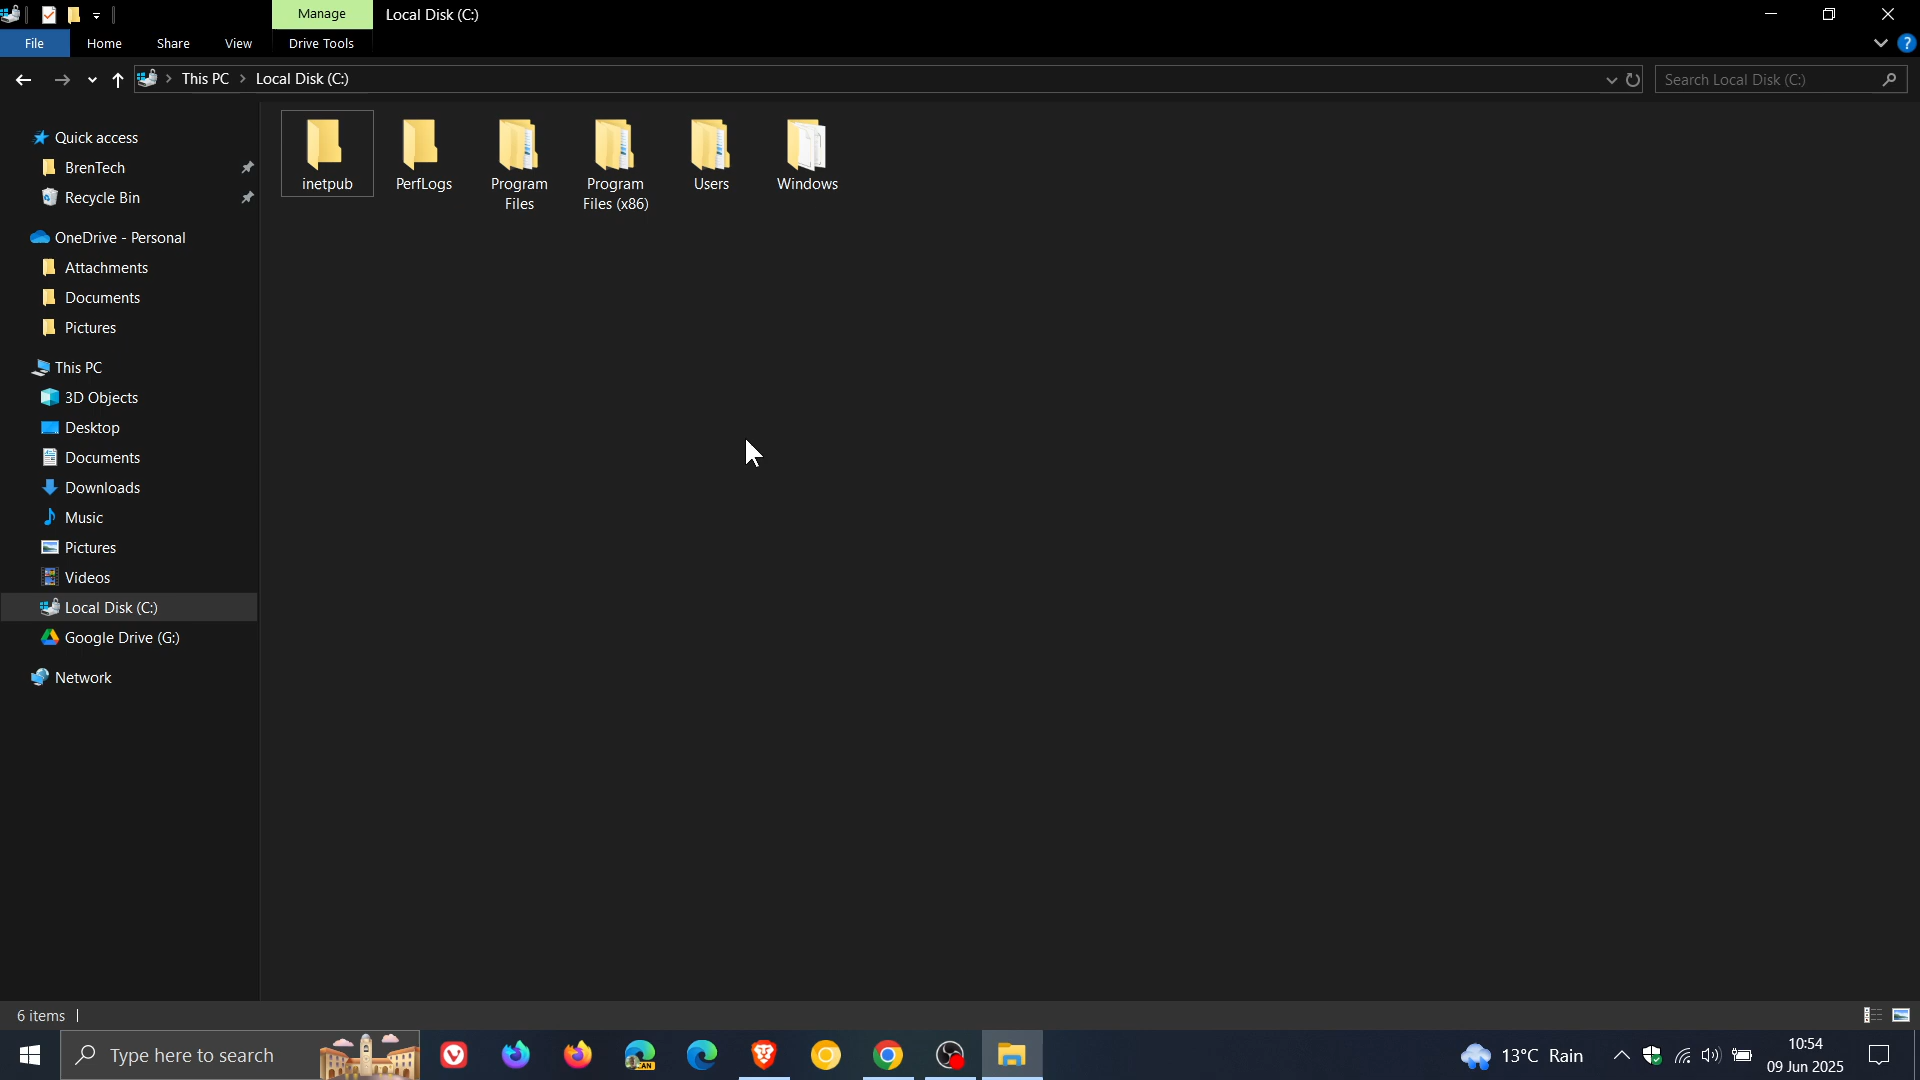 Manage
Local Disk (C:)
File
Home
Share
View
Drive Tools
This PC
Local Disk (C:)
Search Local Disk (C:)
Quick access
BrenTech
Recycle Bin
OneDrive - Personal
Attachments
Documents
Pictures
This PC
3D Objects
Desktop
Documents
Downloads
Music
Pictures
Videos
Local Disk (C:)
Google Drive (G:)
Network
inetpub
PerfLogs
Program
Files
Program
Files (x86)
Users
Windows
6 items
Type here to search
CAN
13°C Rain
10:54
09 Jun 2025